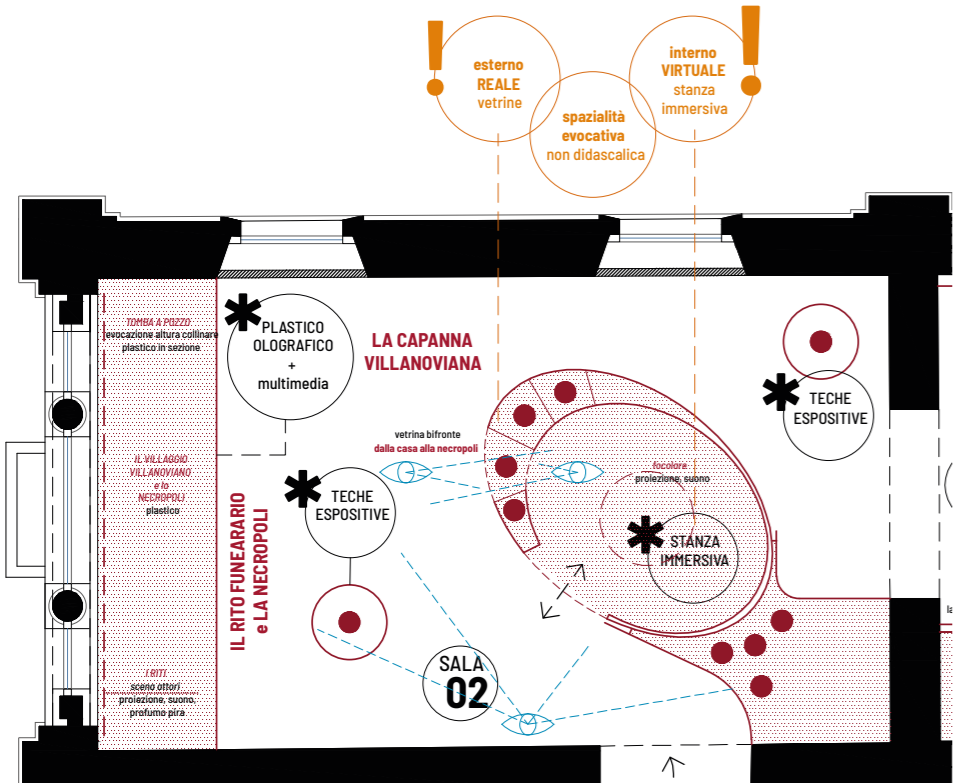 esterno
REALE
vetrine
interno
VIRTUALE
stanza
immersiva
spazialità
evocativa
non didascalica
TOMBA A POZZO
evocazione altura collinare
plastico in sezione
PLASTICO
OLOGRAFICO
+
multimedia
LA CAPANNA
VILLANOVIANA
TECHE
ESPOSITIVE
vetrina bifronte
dalla casa alla necropoli
IL VILLAGGIO
VILLANOVIANO
e la
NECROPOLI
plastico
IL RITO FUNERARIO
e LA NECROPOLI
TECHE
ESPOSITIVE
focolare
proiezione, suono
STANZA
IMMERSIVA
SALA
02
I RITI
sceno ottori
proiezione, suono,
profumo pira
la